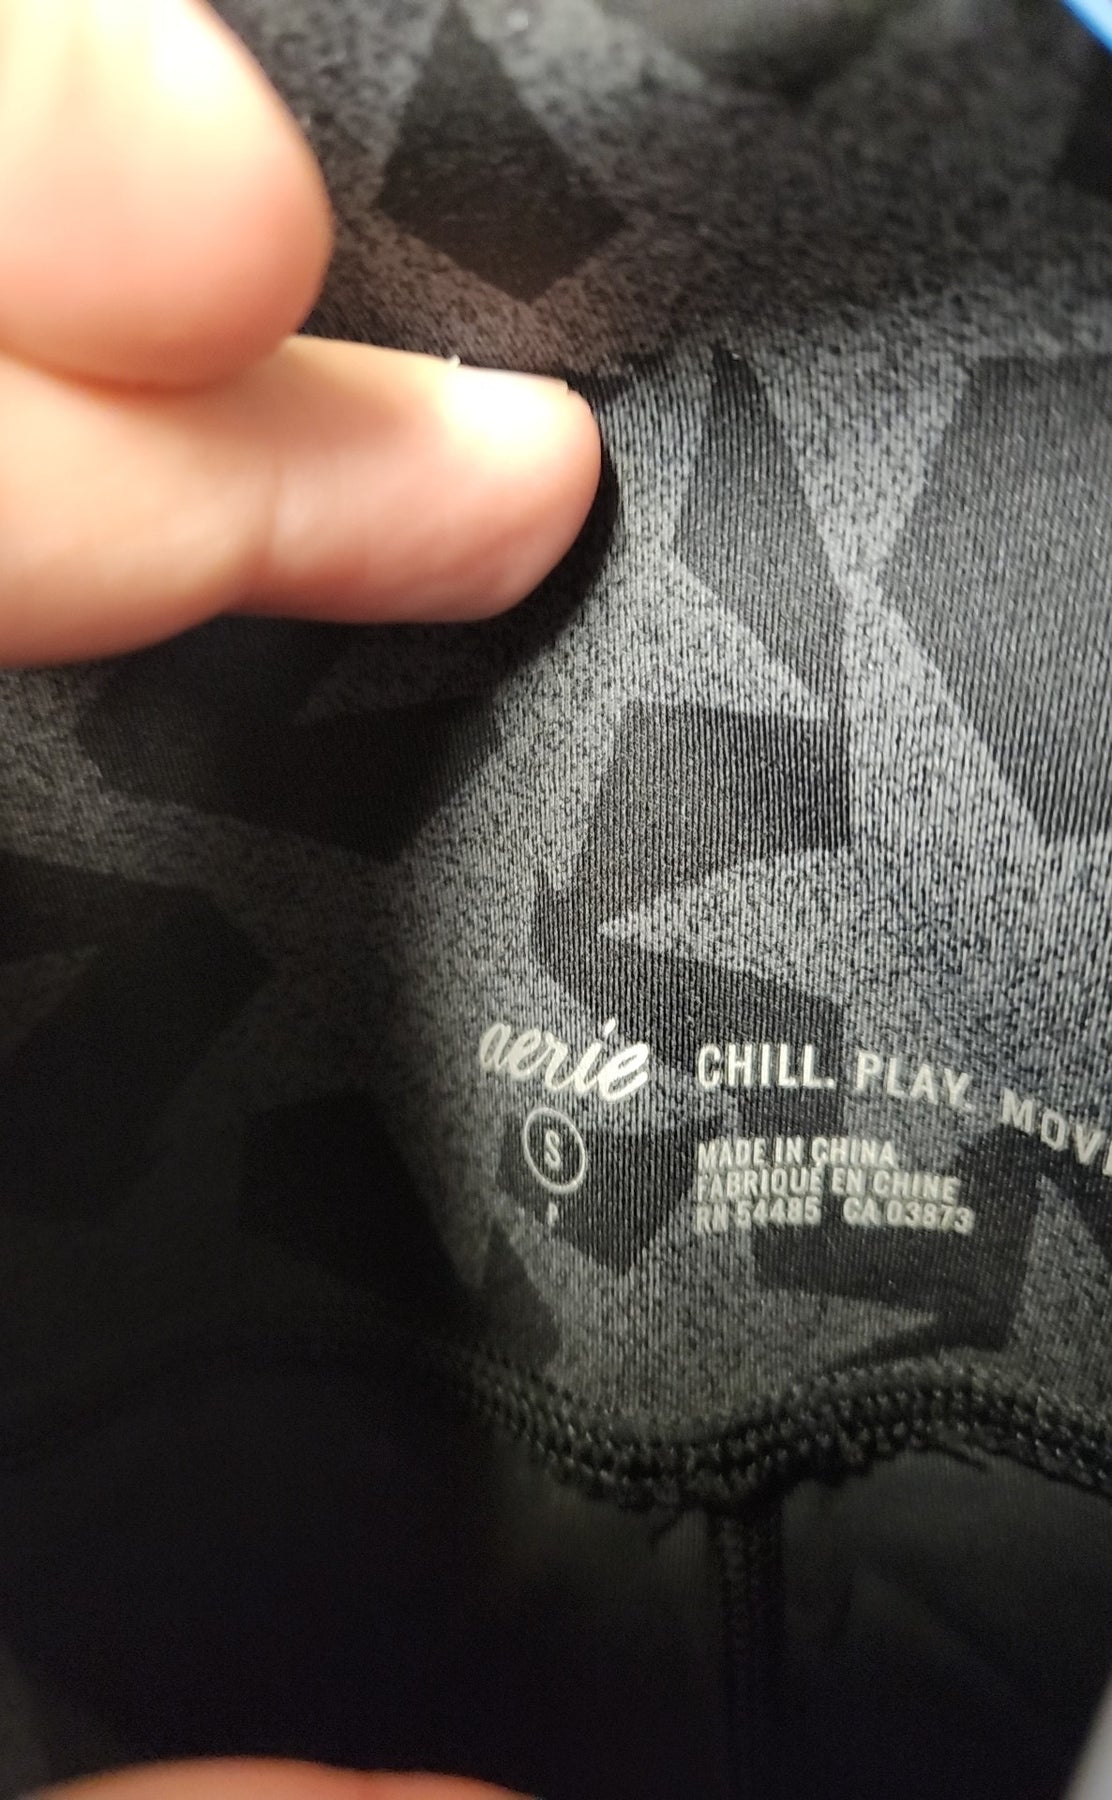 aerie CHILL. PLAY. MOVE
S
P
MADE IN CHINA
FABRIQUÉ EN CHINE
RN 54485 CA 03873